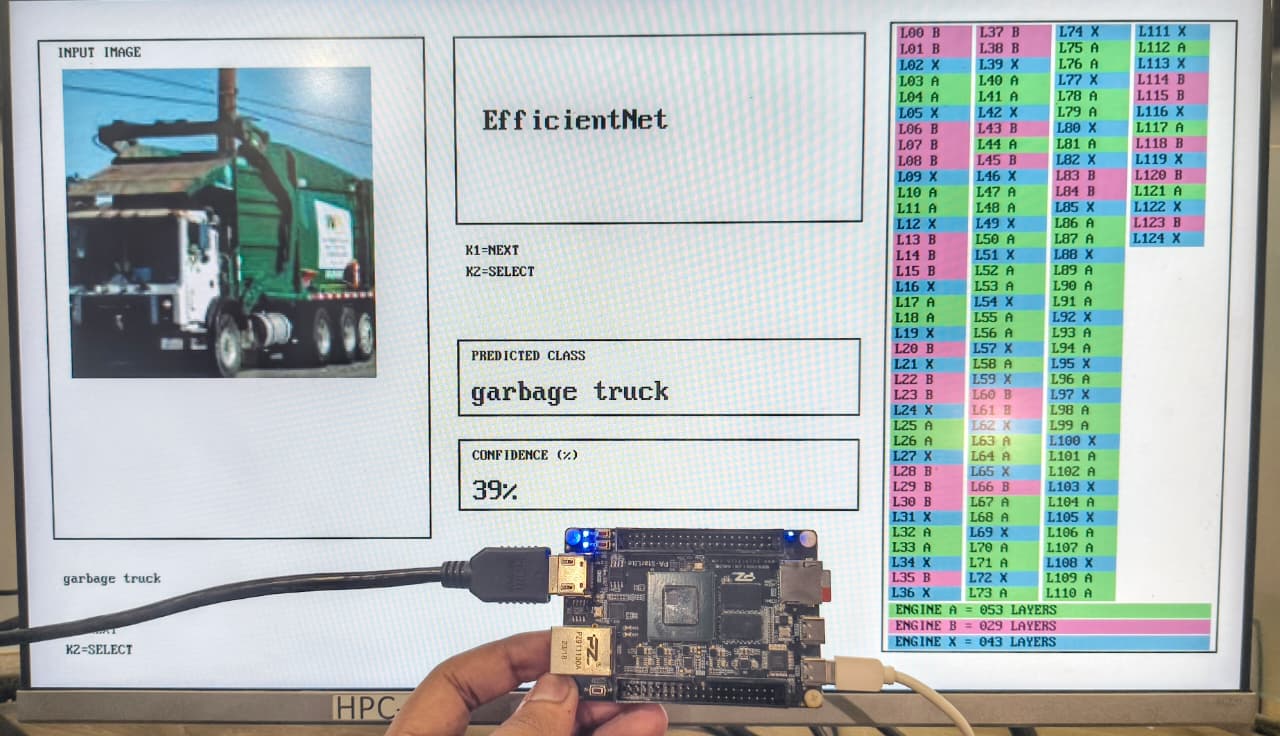 INPUT IMAGE
garbage truck
K2=SELECT
EfficientNet
K1=NEXT
K2=SELECT
PREDICTED CLASS
garbage truck
CONFIDENCE (%)
39%
L00 B
L01 B
L02 X
L03 A
L04 A
L05 X
L06 B
L07 B
L08 B
L09 X
L10 A
L11 A
L12 X
L13 B
L14 B
L15 B
L16 X
L17 A
L18 A
L19 X
L20 B
L21 X
L22 B
L23 B
L24 X
L25 A
L26 A
L27 X
L28 B
L29 B
L30 B
L31 X
L32 A
L33 A
L34 X
L35 B
L36 X
L37 B
L38 B
L39 X
L40 A
L41 A
L42 X
L43 B
L44 A
L45 B
L46 X
L47 A
L48 A
L49 X
L50 A
L51 X
L52 A
L53 A
L54 X
L55 A
L56 A
L57 X
L58 A
L59 X
L60 B
L61 B
L62 X
L63 A
L64 A
L65 X
L66 B
L67 A
L68 A
L69 X
L70 A
L71 A
L72 X
L73 A
L74 X
L75 A
L76 A
L77 X
L78 A
L79 A
L80 X
L81 A
L82 X
L83 B
L84 B
L85 X
L86 A
L87 A
L88 X
L89 A
L90 A
L91 A
L92 X
L93 A
L94 A
L95 X
L96 A
L97 X
L98 A
L99 A
L100 X
L101 A
L102 A
L103 X
L104 A
L105 X
L106 A
L107 A
L108 X
L109 A
L110 A
L111 X
L112 A
L113 X
L114 B
L115 B
L116 X
L117 A
L118 B
L119 X
L120 B
L121 A
L122 X
L123 B
L124 X
ENGINE A = 053 LAYERS
ENGINE B = 029 LAYERS
ENGINE X = 043 LAYERS
PA-StarLite
PZ
HPC-